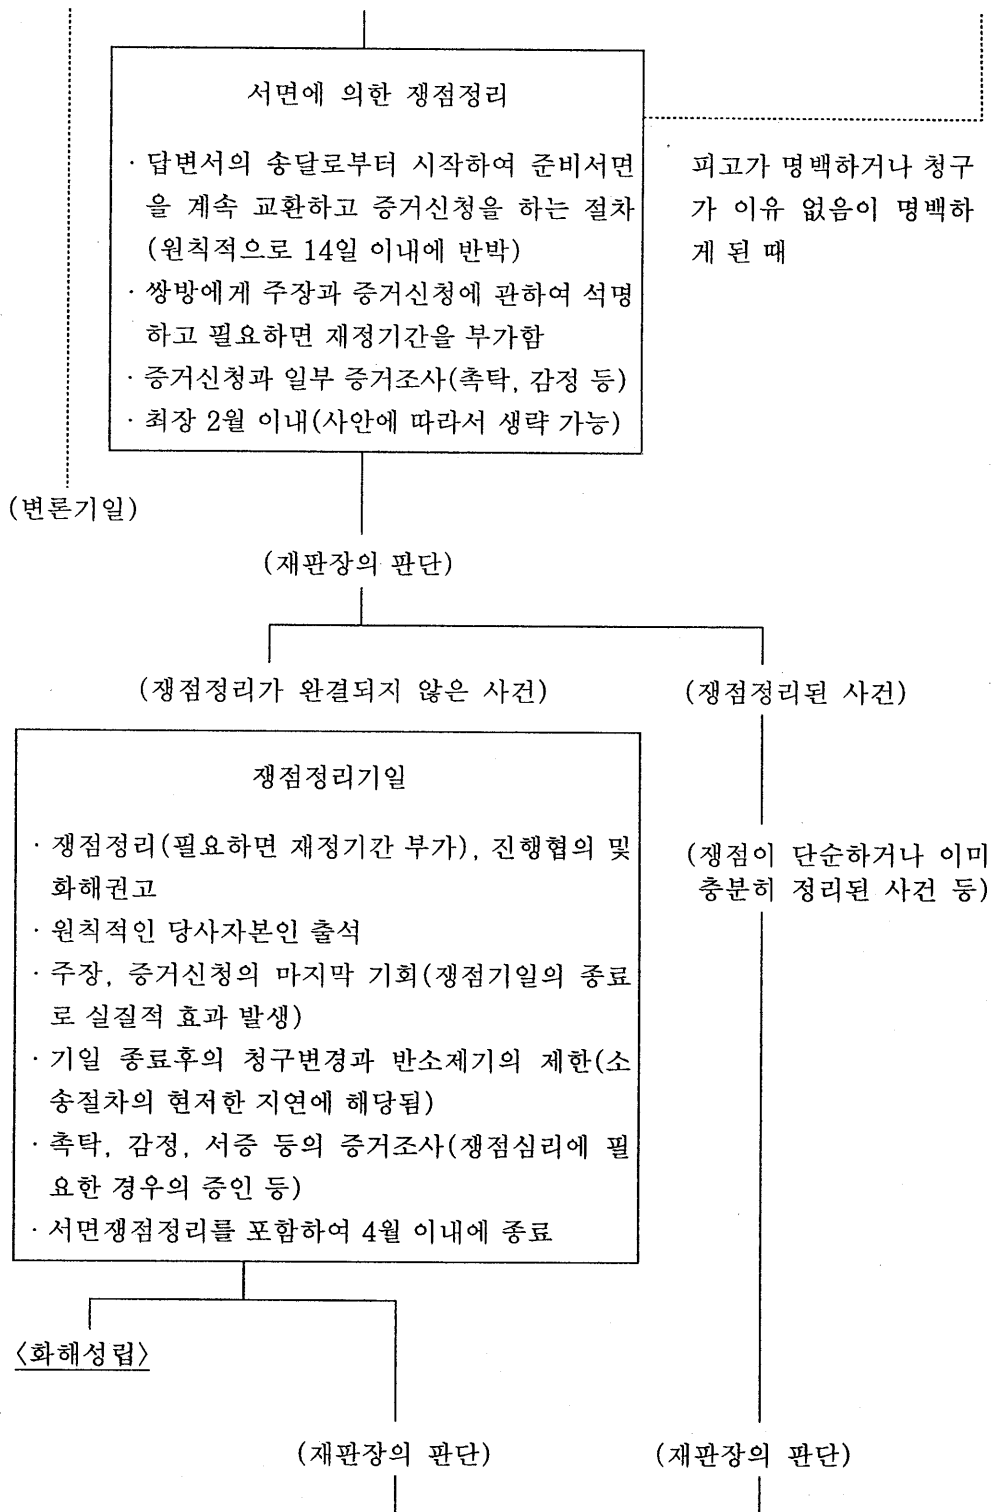 서면에 의한 쟁점정리
· 답변서의 송달로부터 시작하여 준비서면
을 계속 교환하고 증거신청을 하는 절차
(원칙적으로 14일 이내에 반박)
· 쌍방에게 주장과 증거신청에 관하여 석명
하고 필요하면 재정기간을 부가함
· 증거신청과 일부 증거조사(촉탁, 감정 등)
· 최장 2월 이내(사안에 따라서 생략 가능)
피고가 명백하거나 청구
가 이유 없음이 명백하
게 된 때
(변론기일)
(재판장의 판단)
(쟁점정리가 완결되지 않은 사건)
(쟁점정리된 사건)
쟁점정리기일
· 쟁점정리(필요하면 재정기간 부가), 진행협의 및
화해권고
· 원칙적인 당사자본인 출석
· 주장, 증거신청의 마지막 기회(쟁점기일의 종료
로 실질적 효과 발생)
· 기일 종료후의 청구변경과 반소제기의 제한(소
송절차의 현저한 지연에 해당됨)
· 촉탁, 감정, 서증 등의 증거조사(쟁점심리에 필
요한 경우의 증인 등)
· 서면쟁점정리를 포함하여 4월 이내에 종료
(쟁점이 단순하거나 이미
충분히 정리된 사건 등)
〈화해성립〉
(재판장의 판단)
(재판장의 판단)